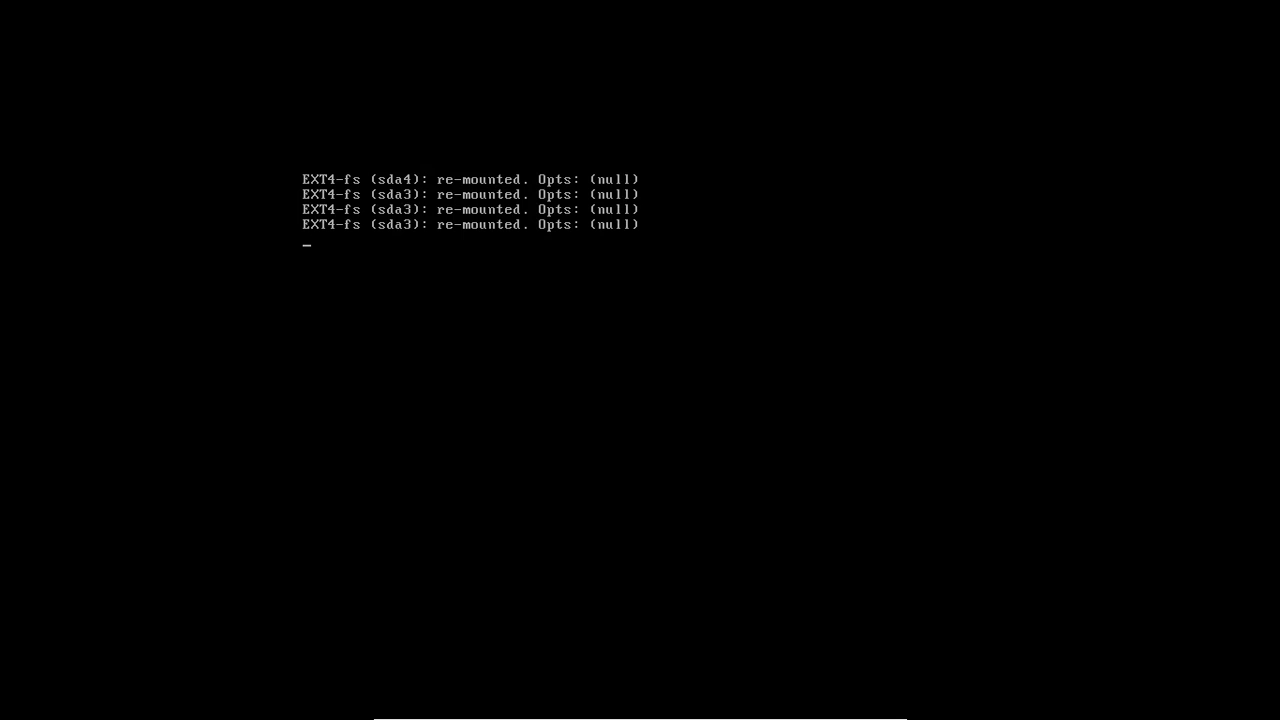 EXT4-fs (sda4): re-mounted. Opts: (null)
EXT4-fs (sda3): re-mounted. Opts: (null)
EXT4-fs (sda3): re-mounted. Opts: (null)
EXT4-fs (sda3): re-mounted. Opts: (null)
_